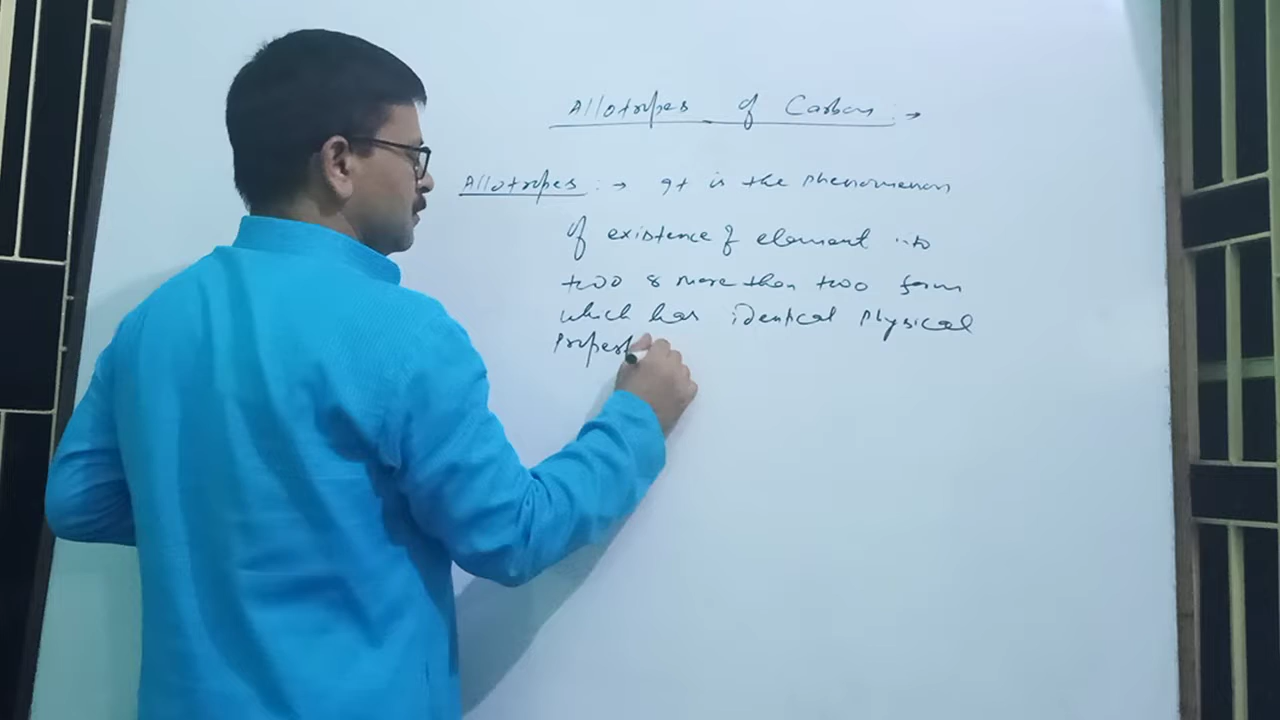 Allotropes of Carbon :→
Allotropes :→ It is the Phenomenon
of existence of element into
two & more than two form
which has identical Physical
Propert